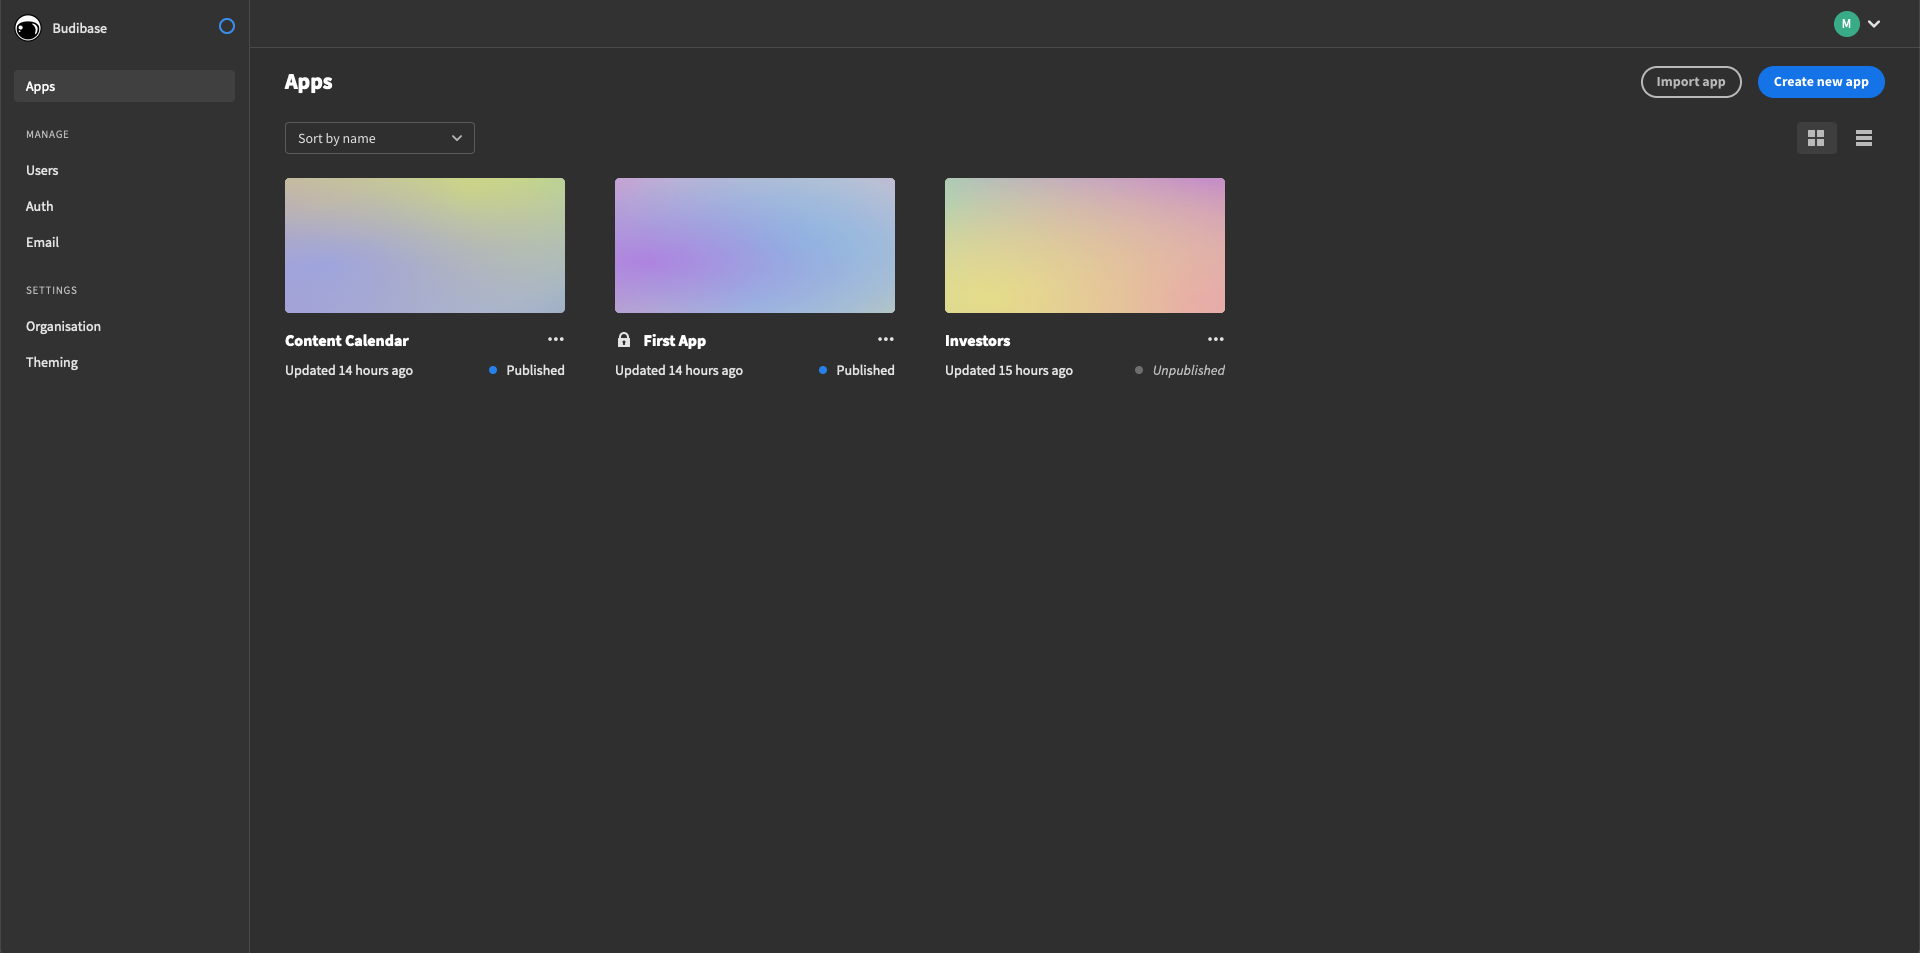 Budibase
M
Apps
MANAGE
Users
Auth
Email
SETTINGS
Organisation
Theming
Apps
Import app
Create new app
Sort by name
Content Calendar
Updated 14 hours ago
Published
First App
Updated 14 hours ago
Published
Investors
Updated 15 hours ago
Unpublished